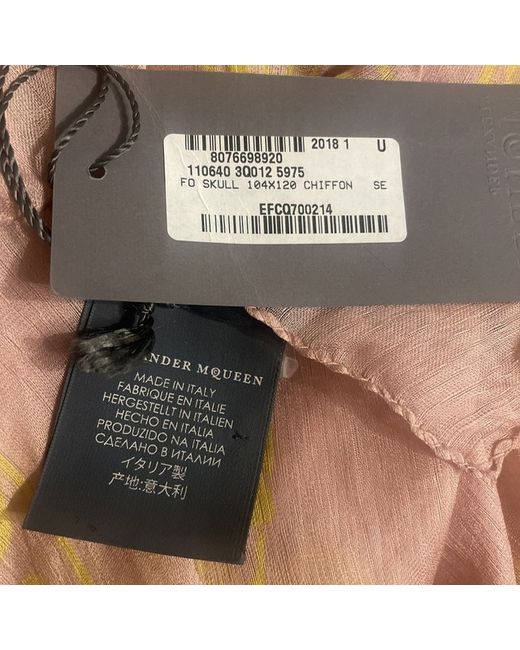 2018 1 U
8076698920
110640 3Q012 5975
FO SKULL 104X120 CHIFFON SE
EFCQ700214
ANDER MCQUEEN
MADE IN ITALY
FABRIQUE EN ITALIE
HERGESTELLT IN ITALIEN
HECHO EN ITALIA
PRODUZIDO NA ITALIA
СДЕЛАНО В ИТАЛИИ
イタリア製
产地:意大利